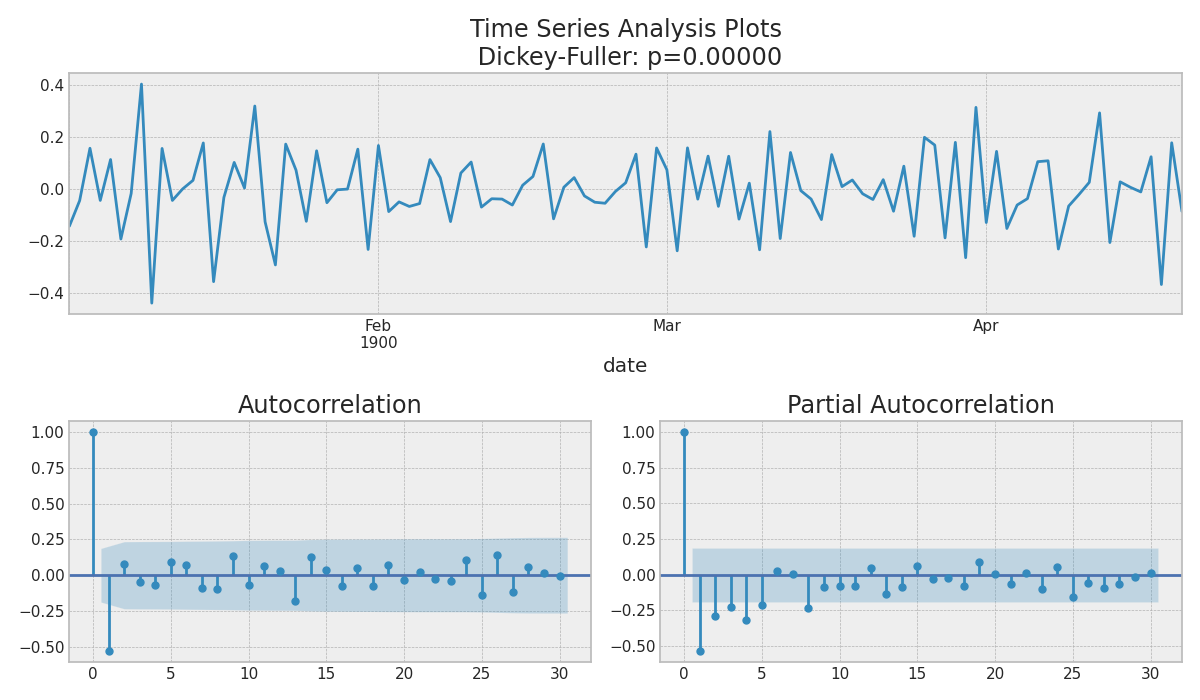 Time Series Analysis Plots
Dickey-Fuller: p=0.00000
0.4
0.2
0.0
−0.2
−0.4
Feb
1900
Mar
Apr
date
Autocorrelation
1.00
0.75
0.50
0.25
0.00
−0.25
−0.50
0 5 10 15 20 25 30
Partial Autocorrelation
1.00
0.75
0.50
0.25
0.00
−0.25
−0.50
0 5 10 15 20 25 30